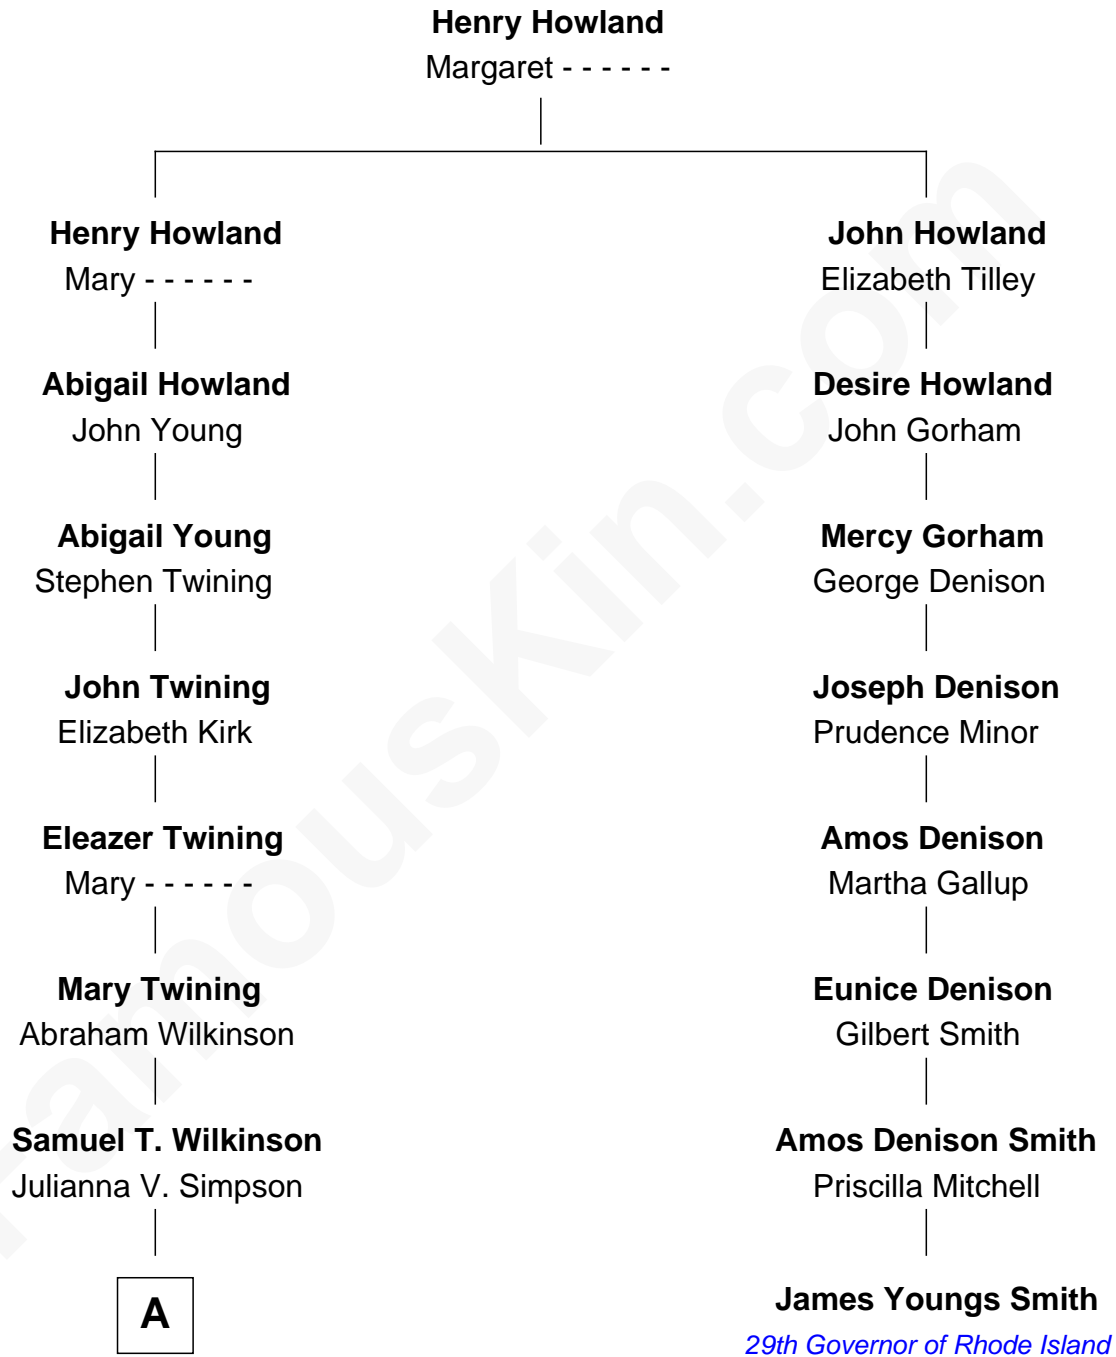 Henry Howland
Margaret - - - - - -
Henry Howland
Mary - - - - - -
John Howland
Elizabeth Tilley
Abigail Howland
John Young
Desire Howland
John Gorham
Abigail Young
Stephen Twining
Mercy Gorham
George Denison
John Twining
Elizabeth Kirk
Joseph Denison
Prudence Minor
Eleazer Twining
Mary - - - - - -
Amos Denison
Martha Gallup
Mary Twining
Abraham Wilkinson
Eunice Denison
Gilbert Smith
Samuel T. Wilkinson
Julianna V. Simpson
Amos Denison Smith
Priscilla Mitchell
A
James Youngs Smith
29th Governor of Rhode Island
FamousKin.com